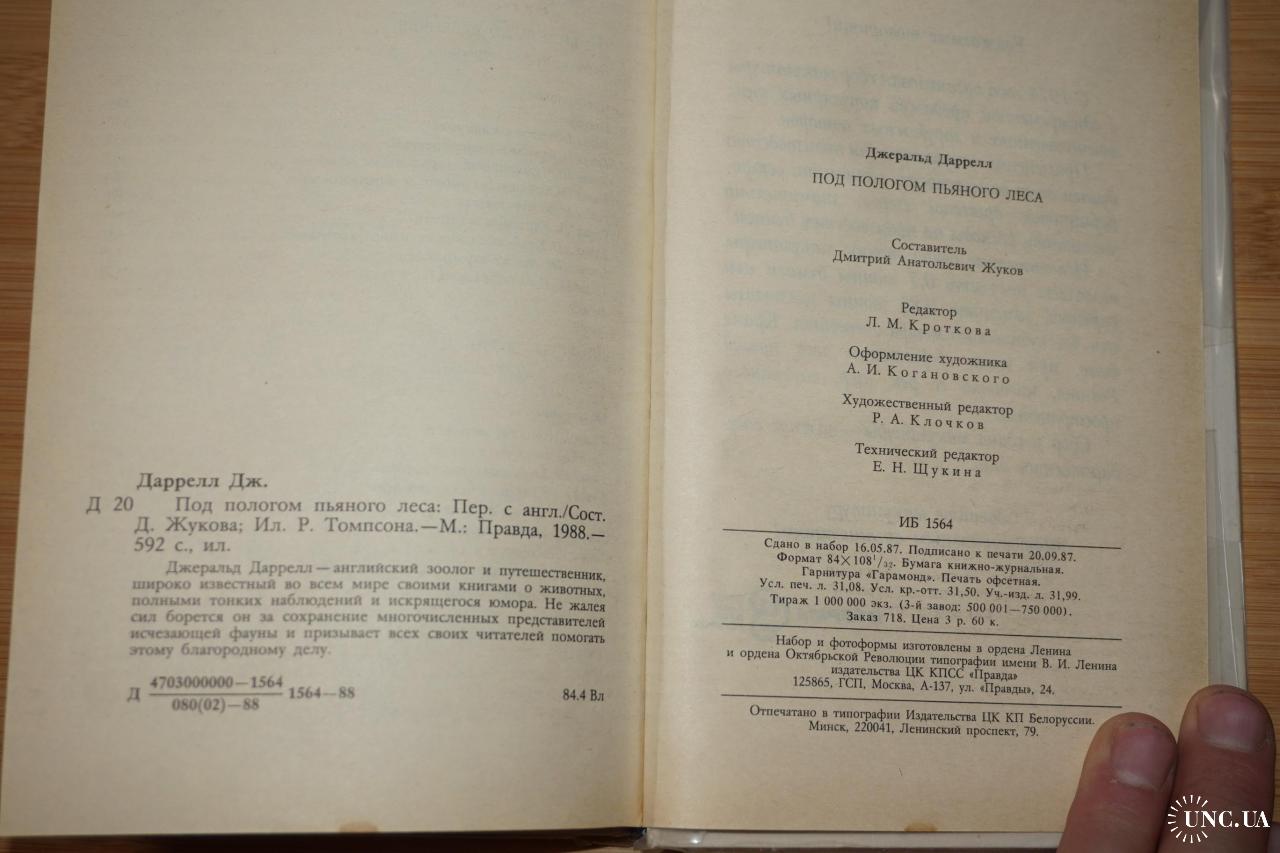 Даррелл Дж.
Д 20 Под пологом пьяного леса: Пер. с англ./Сост.
Д. Жукова; Ил. Р. Томпсона.—М.: Правда, 1988.—
592 с., ил.
Джеральд Даррелл—английский зоолог и путешественник,
широко известный во всем мире своими книгами о животных,
полными тонких наблюдений и искрящегося юмора. Не жалея
сил борется он за сохранение многочисленных представителей
исчезающей фауны и призывает всех своих читателей помогать
этому благородному делу.
4703000000—1564
Д 1564—88
080(02)—88
84.4 Вл
Джеральд Даррелл
ПОД ПОЛОГОМ ПЬЯНОГО ЛЕСА
Составитель
Дмитрий Анатольевич Жуков
Редактор
Л. М. Кроткова
Оформление художника
А. И. Когановского
Художественный редактор
Р. А. Клочков
Технический редактор
Е. Н. Щукина
ИБ 1564
Сдано в набор 16.05.87. Подписано к печати 20.09.87.
Формат 84×108¹/₃₂. Бумага книжно-журнальная.
Гарнитура «Гарамонд». Печать офсетная.
Усл. печ. л. 31,08. Усл. кр.-отт. 31,50. Уч.-изд. л. 31,99.
Тираж 1 000 000 экз. (3-й завод: 500 001—750 000).
Заказ 718. Цена 3 р. 60 к.
Набор и фотоформы изготовлены в ордена Ленина
и ордена Октябрьской Революции типографии имени В. И. Ленина
издательства ЦК КПСС «Правда»
125865, ГСП, Москва, А-137, ул. «Правды», 24.
Отпечатано в типографии Издательства ЦК КП Белоруссии.
Минск, 220041, Ленинский проспект, 79.
UNC.UA